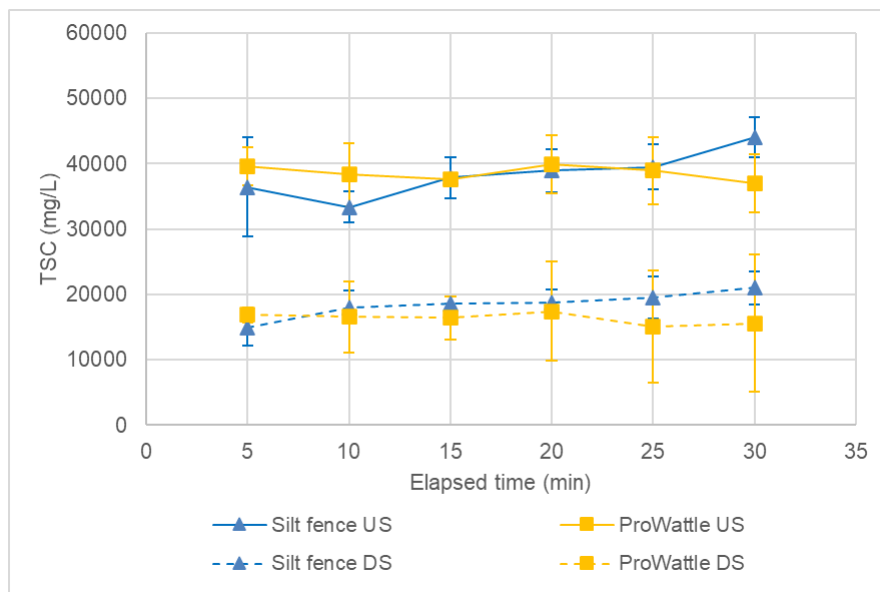 60000
50000
40000
30000
20000
10000
0
TSC (mg/L)
0 5 10 15 20 25 30 35
Elapsed time (min)
Silt fence US ProWattle US
Silt fence DS ProWattle DS